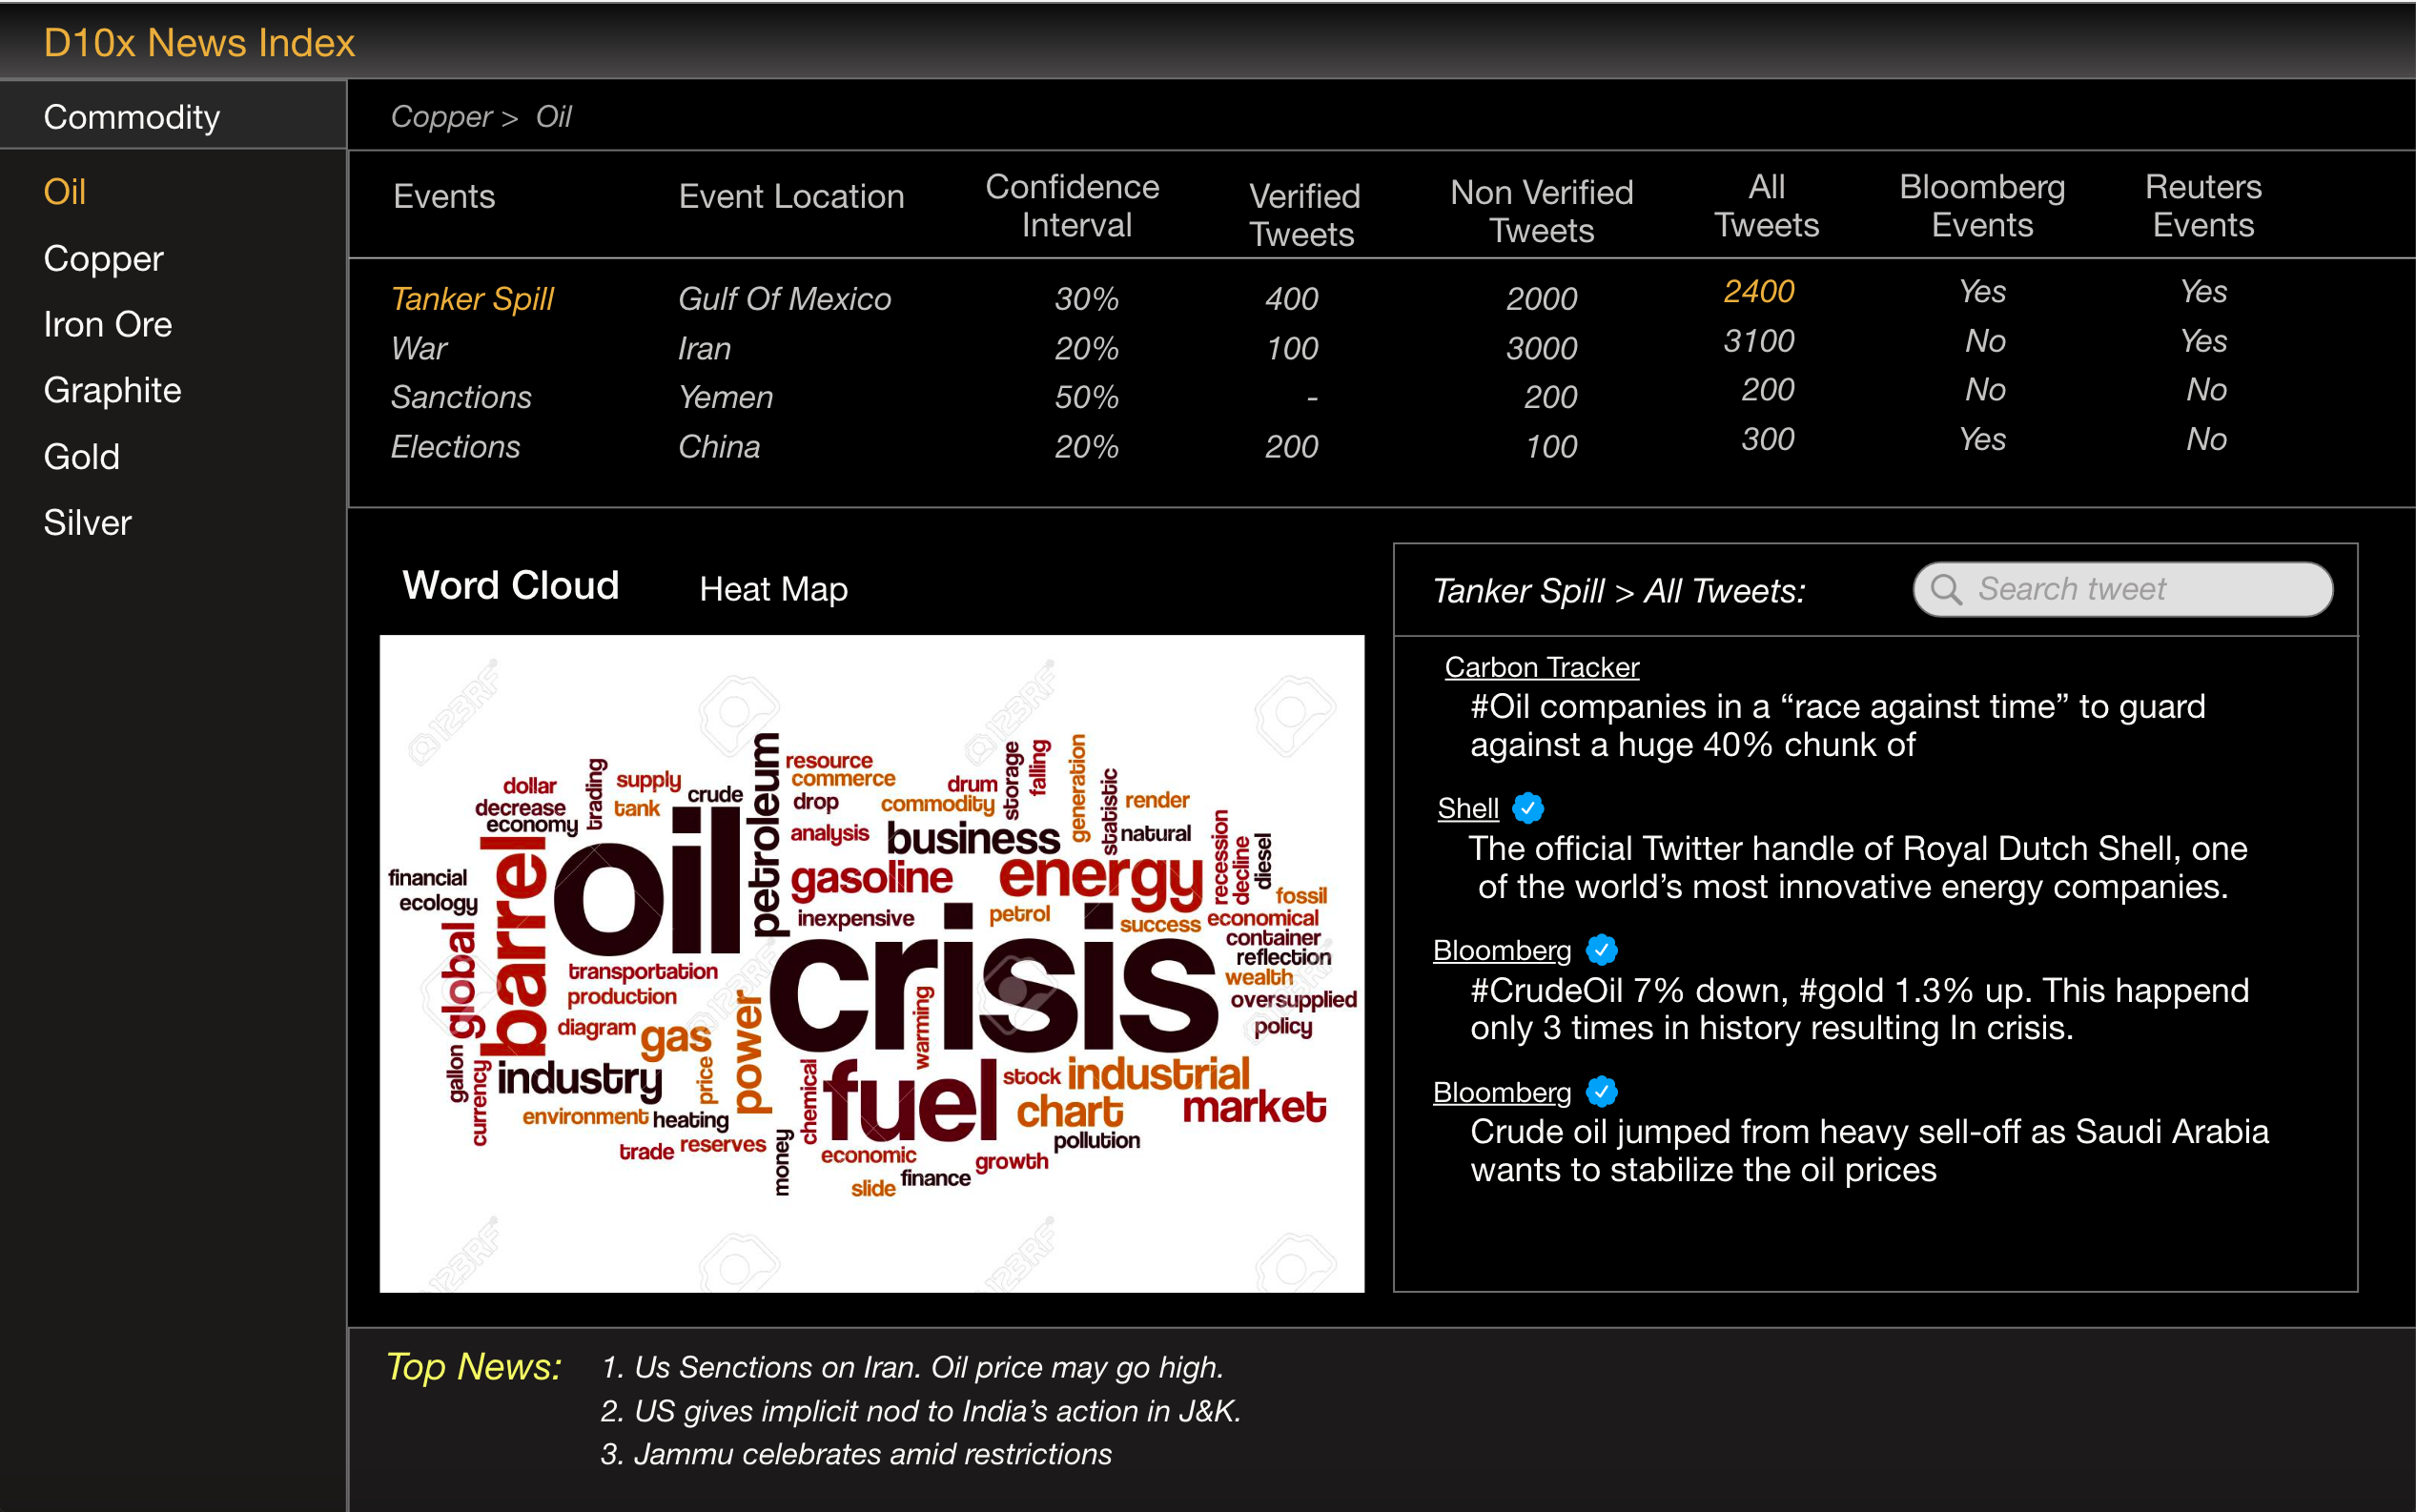 D10x News Index
Commodity
Oil
Copper
Iron Ore
Graphite
Gold
Silver
Copper > Oil
Events Event Location Confidence Interval Verified Tweets Non Verified Tweets All Tweets Bloomberg Events Reuters Events
Tanker Spill Gulf Of Mexico 30% 400 2000 2400 Yes Yes
War Iran 20% 100 3000 3100 No Yes
Sanctions Yemen 50% - 200 200 No No
Elections China 20% 200 100 300 Yes No
Word Cloud Heat Map
petroleum
resource
commerce
storage
falling
generation
dollar
trading
supply
crude
drop
drum
commodity
statistic
render
decrease
tank
economy
analysis
business
natural
recession
decline
diesel
oil
barrel
gasoline
energy
financial
ecology
fossil
inexpensive
petrol
success
economical
global
crisis
container
reflection
wealth
oversupplied
policy
transportation
production
diagram
gas
power
warming
gallon
currency
industry
price
chemical
fuel
stock
industrial
chart
market
environment
heating
trade
reserves
money
pollution
economic
growth
finance
slide
123RF
123RF
123RF
123RF
123RF
123RF
Tanker Spill > All Tweets:
Search tweet
Carbon Tracker
#Oil companies in a “race against time” to guard
against a huge 40% chunk of
Shell
The official Twitter handle of Royal Dutch Shell, one
of the world’s most innovative energy companies.
Bloomberg
#CrudeOil 7% down, #gold 1.3% up. This happend
only 3 times in history resulting In crisis.
Bloomberg
Crude oil jumped from heavy sell-off as Saudi Arabia
wants to stabilize the oil prices
Top News:
1. Us Senctions on Iran. Oil price may go high.
2. US gives implicit nod to India’s action in J&K.
3. Jammu celebrates amid restrictions